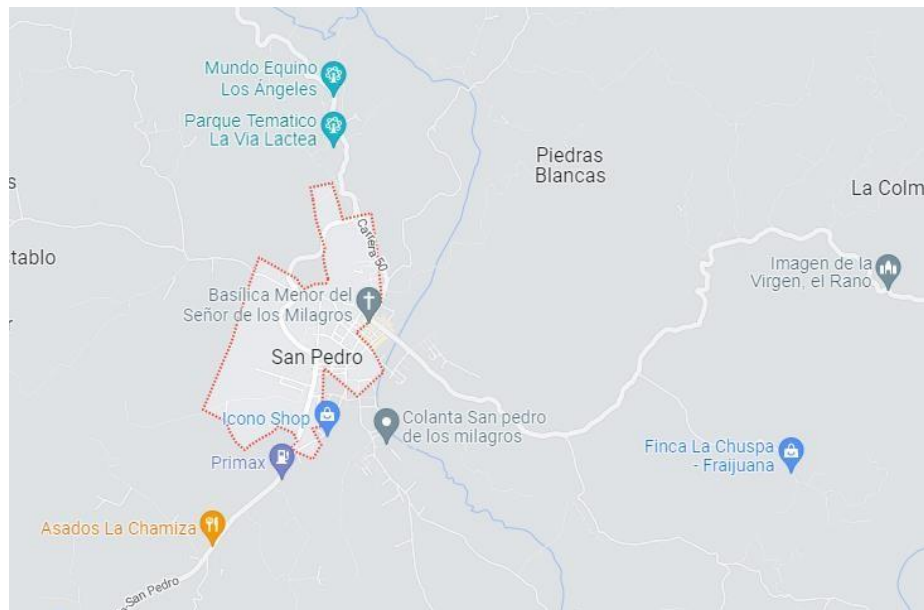 Mundo Equino
Los Ángeles
Parque Tematico
La Via Lactea
Piedras
Blancas
La Colm
s
tablo
r
Carrera 50
Imagen de la
Virgen, el Rano
Basílica Menor del
Señor de los Milagros
San Pedro
Icono Shop
Colanta San pedro
de los milagros
Primax
Finca La Chuspa
- Fraijuana
Asados La Chamiza
o-San Pedro